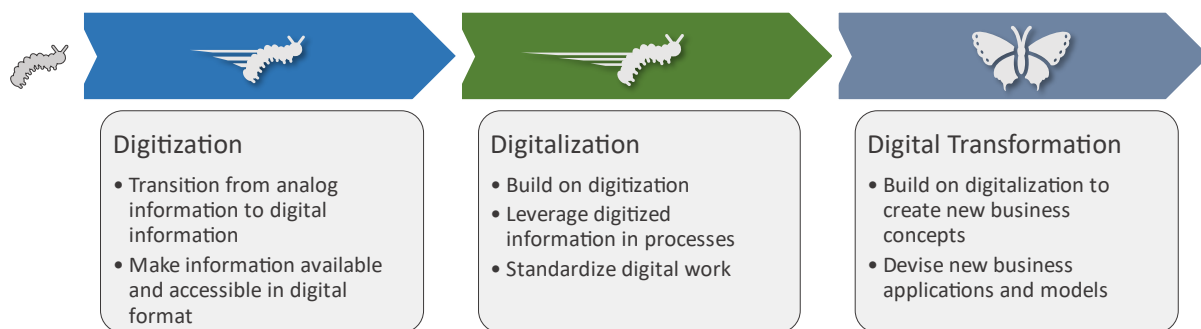 Digitization
• Transition from analog
information to digital
information
• Make information available
and accessible in digital
format
Digitalization
• Build on digitization
• Leverage digitized
information in processes
• Standardize digital work
Digital Transformation
• Build on digitalization to
create new business
concepts
• Devise new business
applications and models